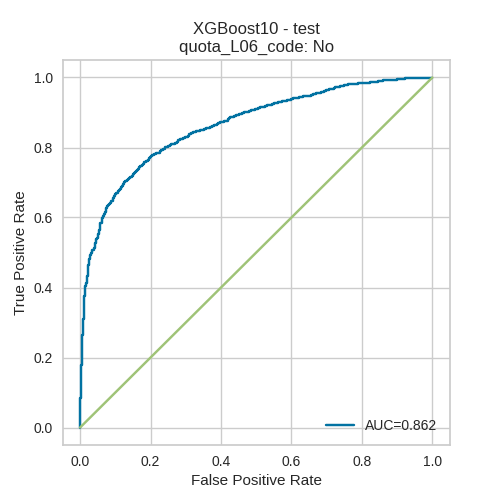 XGBoost10 - test
quota_L06_code: No
True Positive Rate
1.0
0.8
0.6
0.4
0.2
0.0
AUC=0.862
0.0 0.2 0.4 0.6 0.8 1.0
False Positive Rate